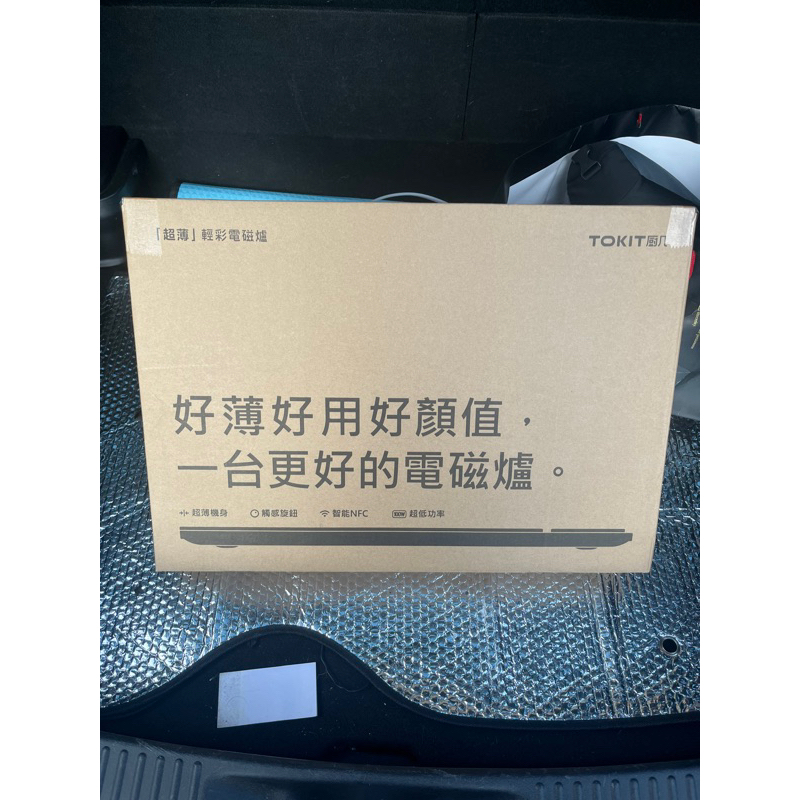 「超薄」輕彩電磁爐
TOKIT厨几
好薄好用好顏值，
一台更好的電磁爐。
超薄機身 觸感旋鈕 智能NFC 100W 超低功率